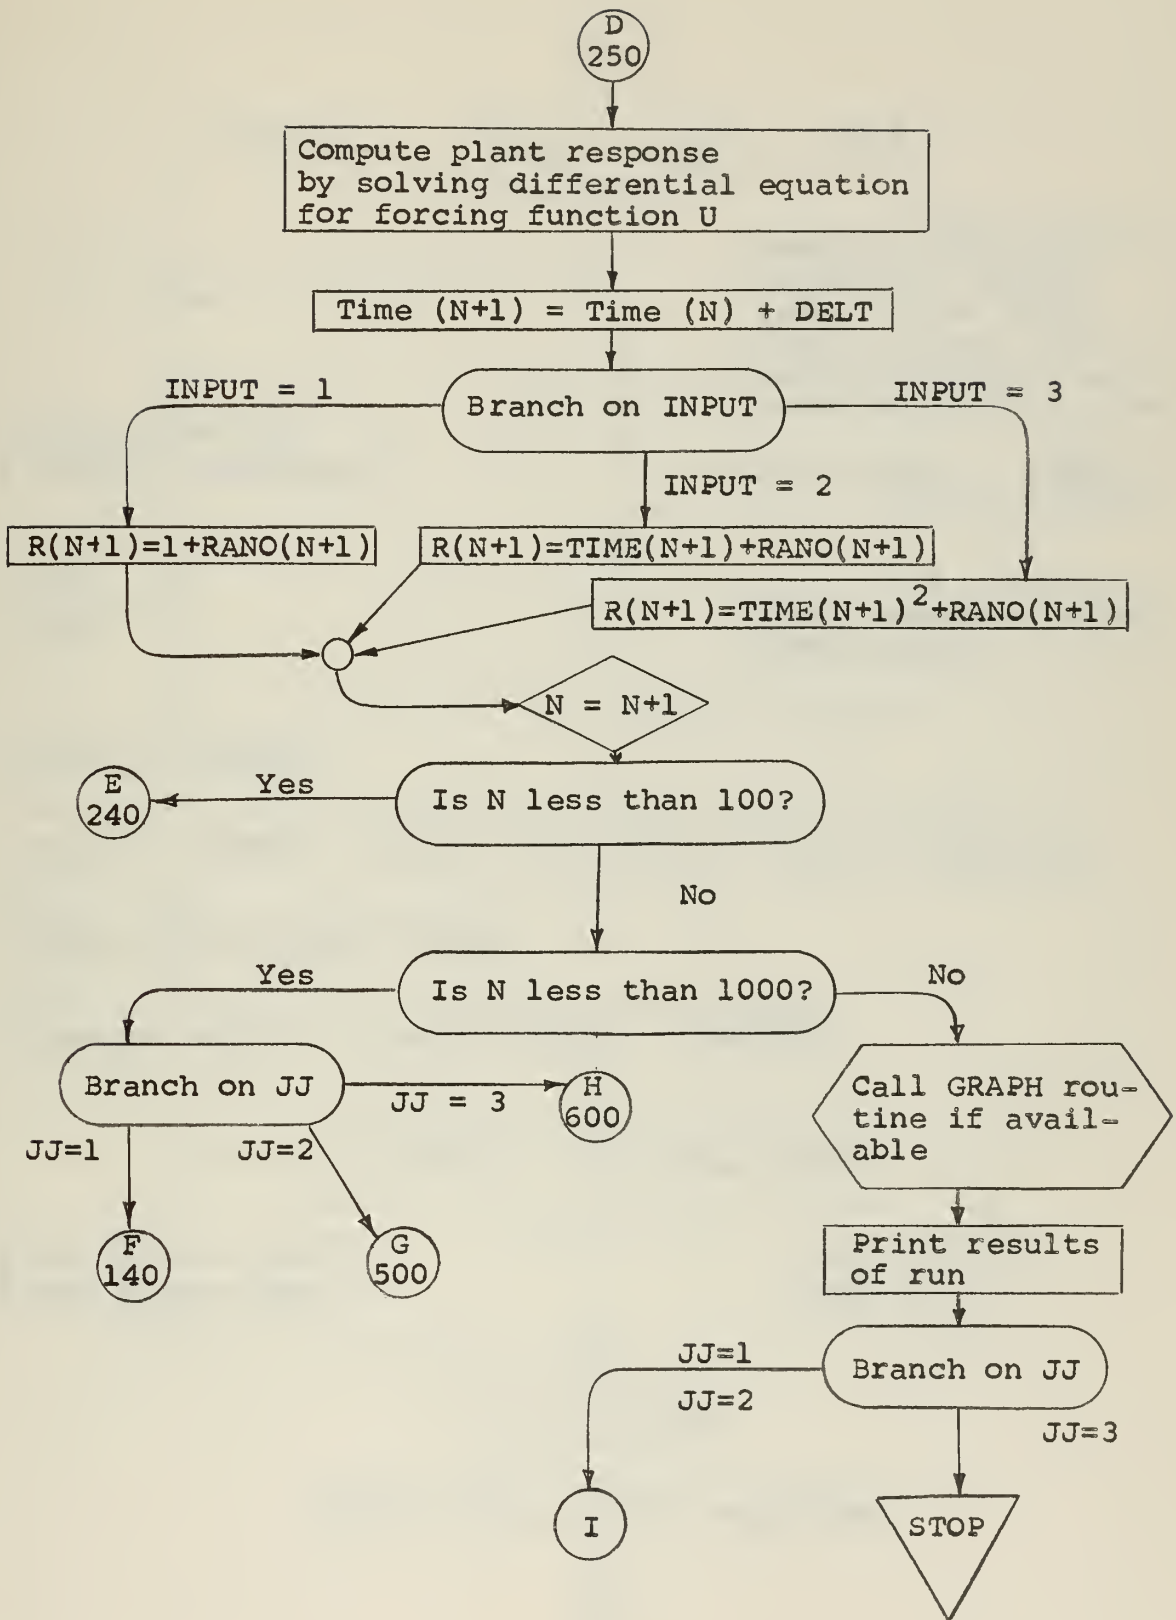 D
250
Compute plant response
by solving differential equation
for forcing function U
Time (N+1) = Time (N) + DELT
INPUT = 1
Branch on INPUT
INPUT = 3
INPUT = 2
R(N+1)=1+RANO(N+1)
R(N+1)=TIME(N+1)+RANO(N+1)
R(N+1)=TIME(N+1)²+RANO(N+1)
N = N+1
E
240
Yes
Is N less than 100?
No
Yes
Is N less than 1000?
No
Branch on JJ
JJ = 3
H
600
Call GRAPH rou-
tine if avail-
able
JJ=1
JJ=2
F
140
G
500
Print results
of run
JJ=1
JJ=2
Branch on JJ
JJ=3
I
STOP